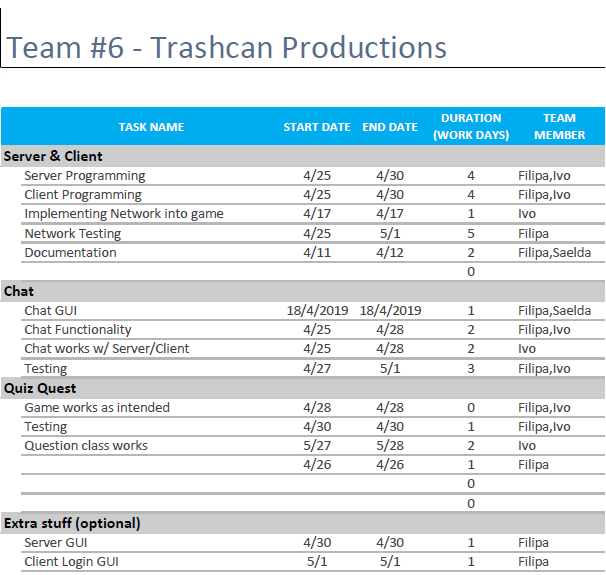 Team #6 - Trashcan Productions
TASK NAME START DATE END DATE DURATION (WORK DAYS) TEAM MEMBER
Server & Client
Server Programming 4/25 4/30 4 Filipa,Ivo
Client Programming 4/25 4/30 4 Filipa,Ivo
Implementing Network into game 4/17 4/17 1 Ivo
Network Testing 4/25 5/1 5 Filipa
Documentation 4/11 4/12 2 Filipa,Saelda
0
Chat
Chat GUI 18/4/2019 18/4/2019 1 Filipa,Saelda
Chat Functionality 4/25 4/28 2 Filipa,Ivo
Chat works w/ Server/Client 4/25 4/28 2 Ivo
Testing 4/27 5/1 3 Filipa,Ivo
Quiz Quest
Game works as intended 4/28 4/28 0 Filipa,Ivo
Testing 4/30 4/30 1 Filipa,Ivo
Question class works 5/27 5/28 2 Ivo
4/26 4/26 1 Filipa
0
0
Extra stuff (optional)
Server GUI 4/30 4/30 1 Filipa
Client Login GUI 5/1 5/1 1 Filipa